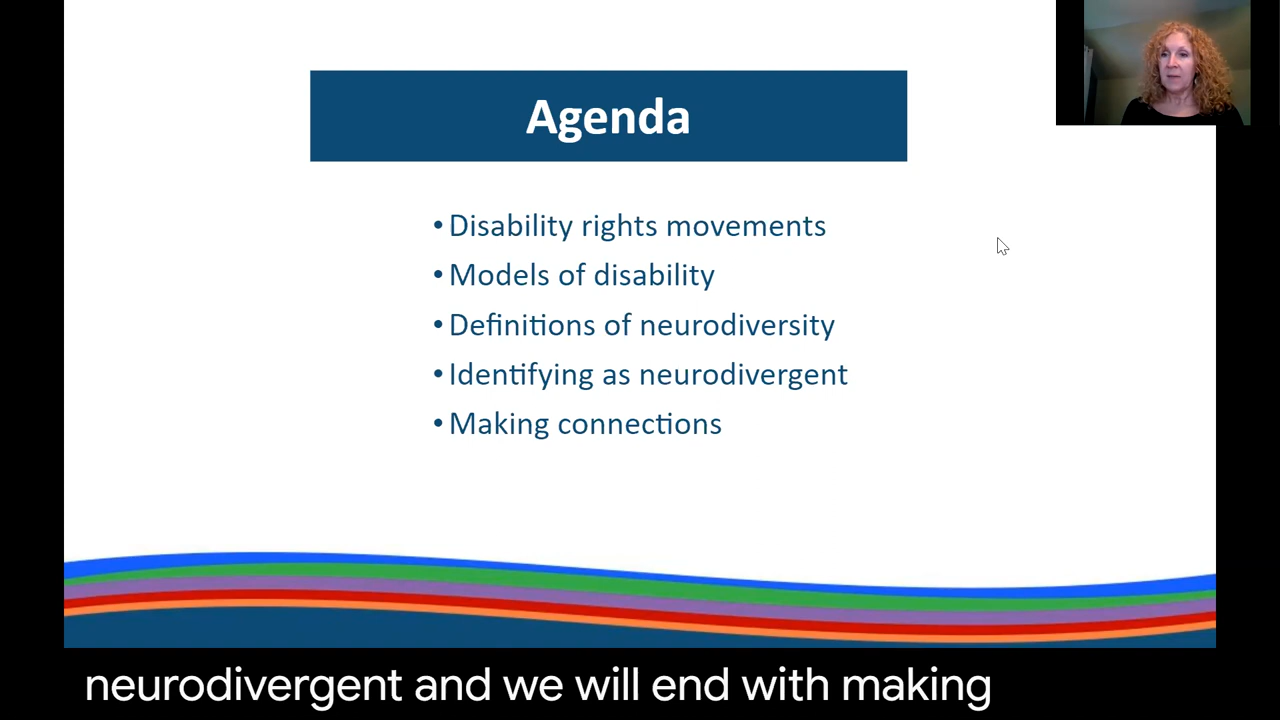 Agenda
• Disability rights movements
• Models of disability
• Definitions of neurodiversity
• Identifying as neurodivergent
• Making connections
neurodivergent and we will end with making